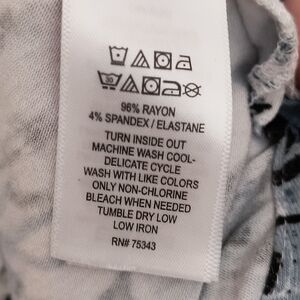 30
96% RAYON
4% SPANDEX / ELASTANE
TURN INSIDE OUT
MACHINE WASH COOL-
DELICATE CYCLE
WASH WITH LIKE COLORS
ONLY NON-CHLORINE
BLEACH WHEN NEEDED
TUMBLE DRY LOW
LOW IRON
RN# 75343